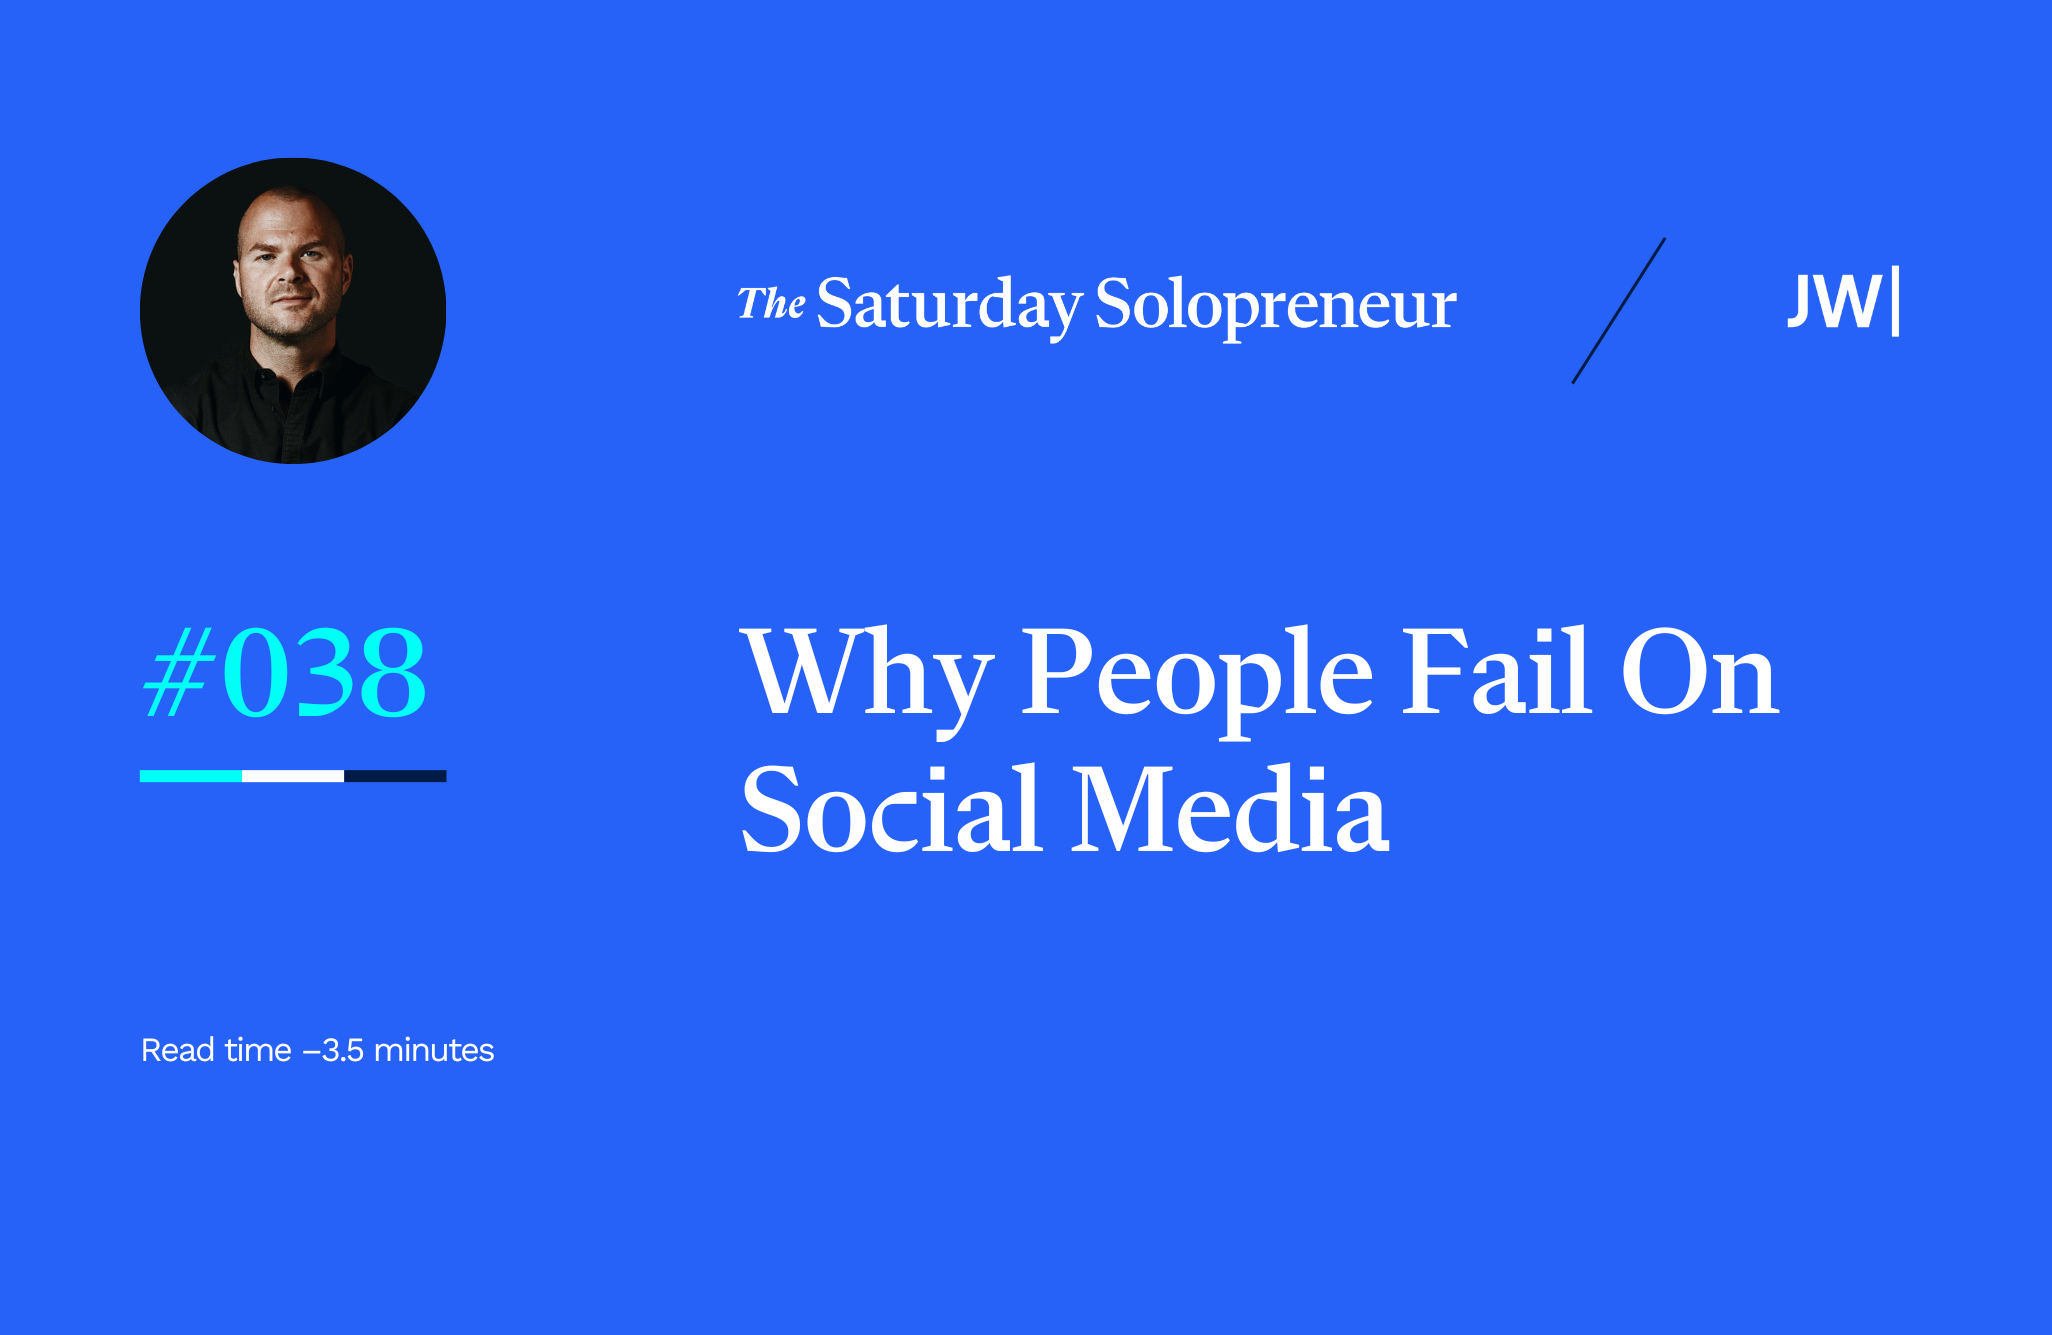 The Saturday Solopreneur
JW|
#038
Why People Fail On
Social Media
Read time –3.5 minutes